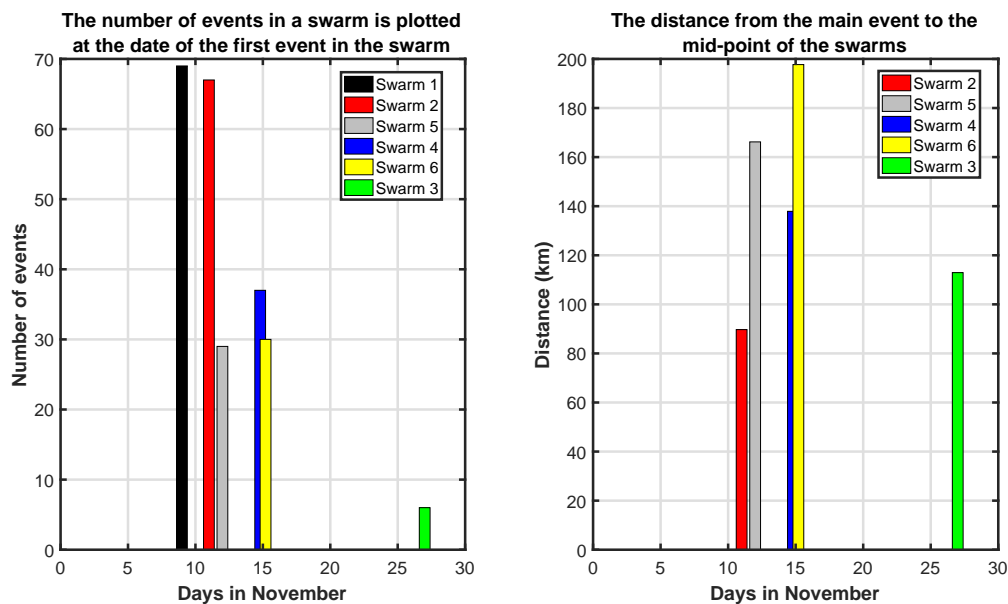 The number of events in a swarm is plotted
at the date of the first event in the swarm
70
60
50
40
30
20
10
0
Number of events
Swarm 1
Swarm 2
Swarm 5
Swarm 4
Swarm 6
Swarm 3
0 5 10 15 20 25 30
Days in November
The distance from the main event to the
mid-point of the swarms
200
180
160
140
120
100
80
60
40
20
0
Distance (km)
Swarm 2
Swarm 5
Swarm 4
Swarm 6
Swarm 3
0 5 10 15 20 25 30
Days in November